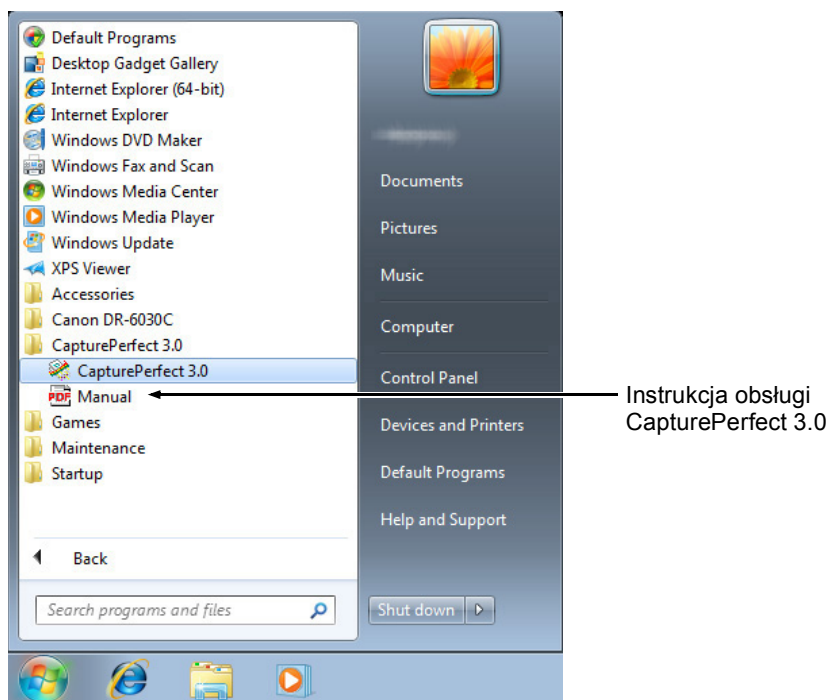 Default Programs
Desktop Gadget Gallery
Internet Explorer (64-bit)
Internet Explorer
Windows DVD Maker
Windows Fax and Scan
Windows Media Center
Windows Media Player
Windows Update
XPS Viewer
Accessories
Canon DR-6030C
CapturePerfect 3.0
CapturePerfect 3.0
PDF Manual
Games
Maintenance
Startup
Back
Search programs and files
Documents
Pictures
Music
Computer
Control Panel
Devices and Printers
Default Programs
Help and Support
Shut down
Instrukcja obsługi
CapturePerfect 3.0